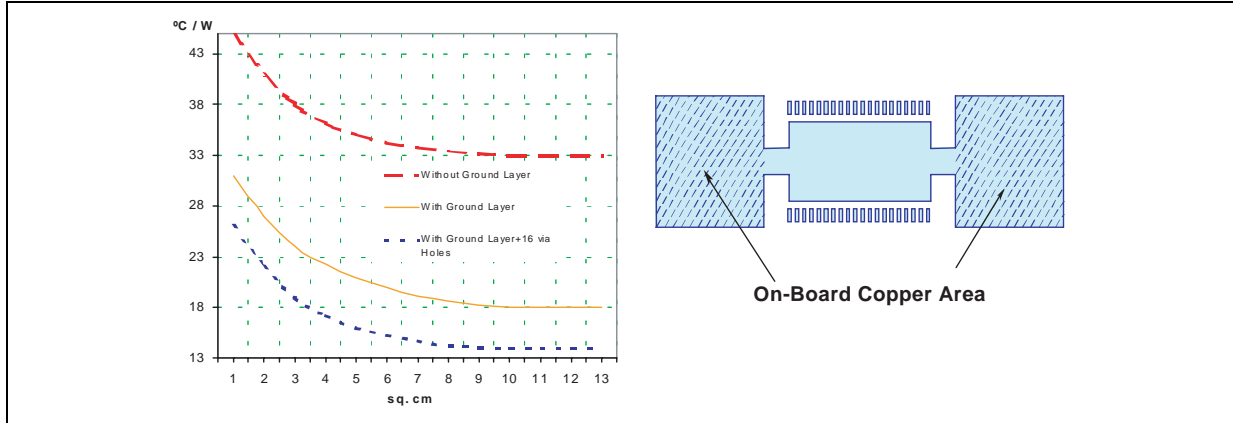 ºC / W
43
38
33
28
23
18
13
1 2 3 4 5 6 7 8 9 10 11 12 13
sq. cm
Without Ground Layer
With Ground Layer
With Ground Layer+16 via
Holes
On-Board Copper Area